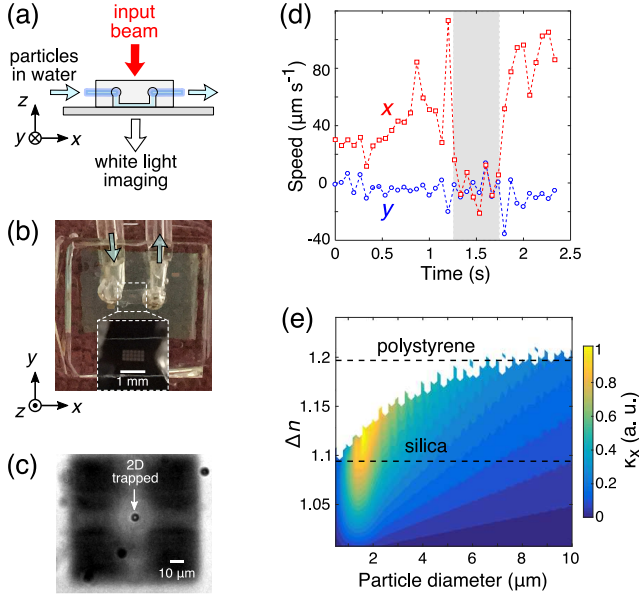 (a)
input
beam
particles
in water
z
y
x
white light
imaging
(b)
1 mm
y
z
x
(c)
2D
trapped
10 μm
(d)
Speed (μm s⁻¹)
100
60
20
0
-40
x
y
0
0.5
1
1.5
2
2.5
Time (s)
(e)
polystyrene
silica
Δn
1.2
1.15
1.1
1.05
2
4
6
8
10
Particle diameter (μm)
1
0.8
0.6
0.4
0.2
0
κx (a. u.)